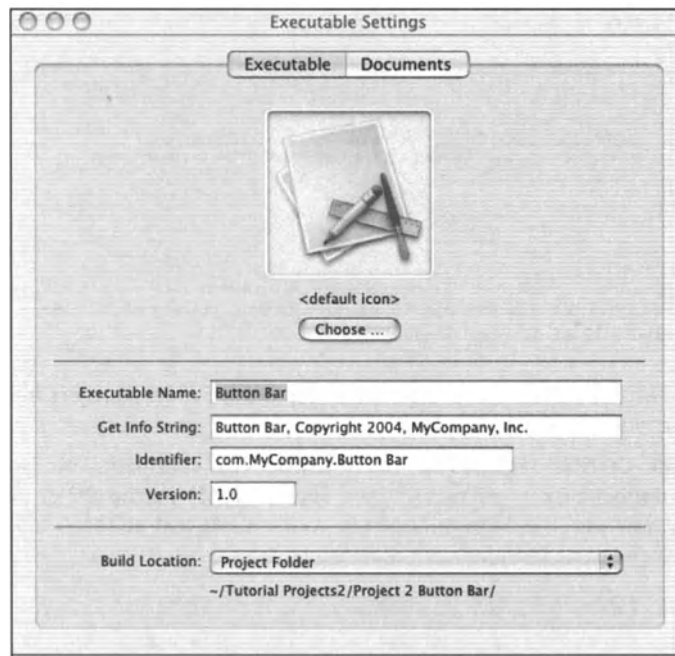 Executable Settings
Executable Documents
<default icon>
Choose ...
Executable Name: Button Bar
Get Info String: Button Bar, Copyright 2004, MyCompany, Inc.
Identifier: com.MyCompany.Button Bar
Version: 1.0
Build Location: Project Folder
~/Tutorial Projects2/Project 2 Button Bar/